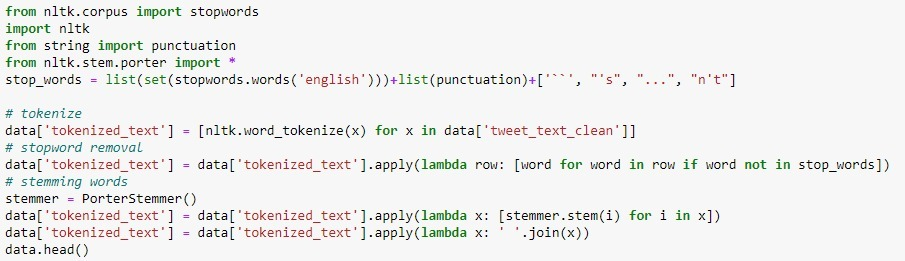 from nltk.corpus import stopwords
import nltk
from string import punctuation
from nltk.stem.porter import *
stop_words = list(set(stopwords.words('english')))+list(punctuation)+['``', "'s", "...", "n't"]

# tokenize
data['tokenized_text'] = [nltk.word_tokenize(x) for x in data['tweet_text_clean']]
# stopword removal
data['tokenized_text'] = data['tokenized_text'].apply(lambda row: [word for word in row if word not in stop_words])
# stemming words
stemmer = PorterStemmer()
data['tokenized_text'] = data['tokenized_text'].apply(lambda x: [stemmer.stem(i) for i in x])
data['tokenized_text'] = data['tokenized_text'].apply(lambda x: ' '.join(x))
data.head()